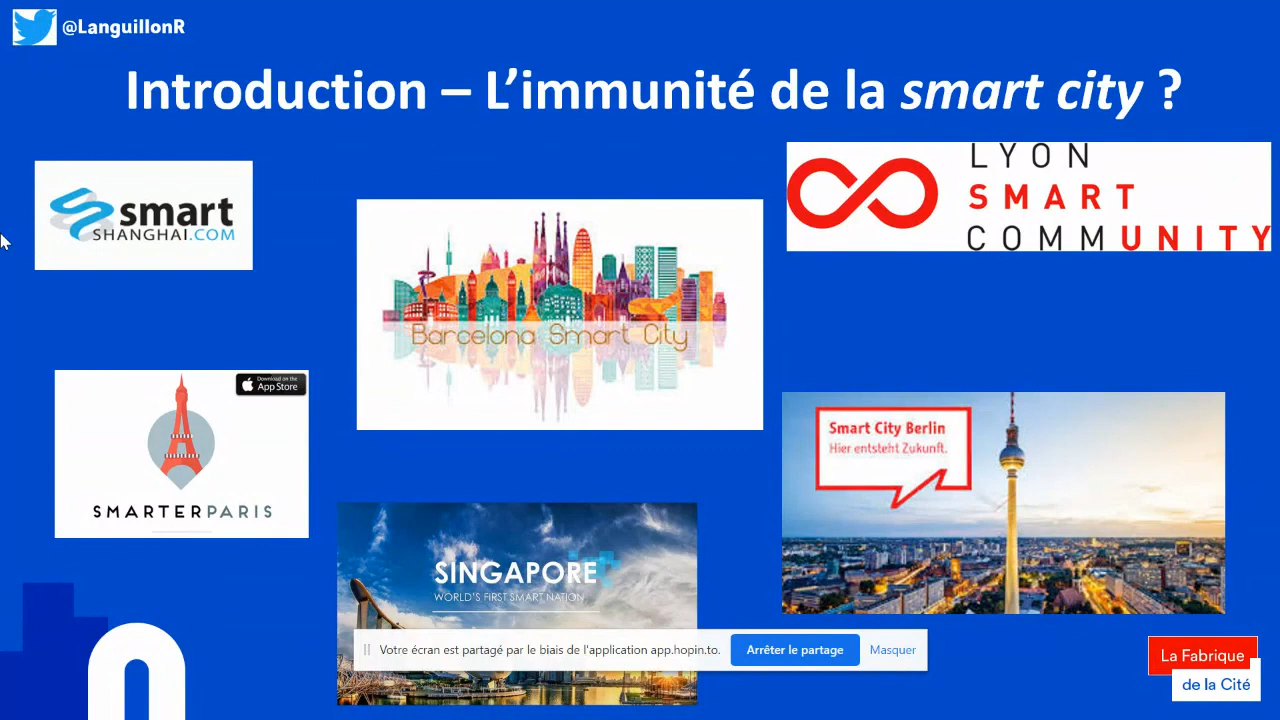 @LanguillonR
Introduction – L’immunité de la smart city ?
smart
SHANGHAI.COM
Barcelona Smart City
LYON
SMART
COMMUNITY
Download on the
App Store
SMARTERPARIS
SINGAPORE
WORLD'S FIRST SMART NATION
Smart City Berlin
Hier entsteht Zukunft.
Votre écran est partagé par le biais de l'application app.hopin.to.
Arrêter le partage
Masquer
La Fabrique
de la Cité